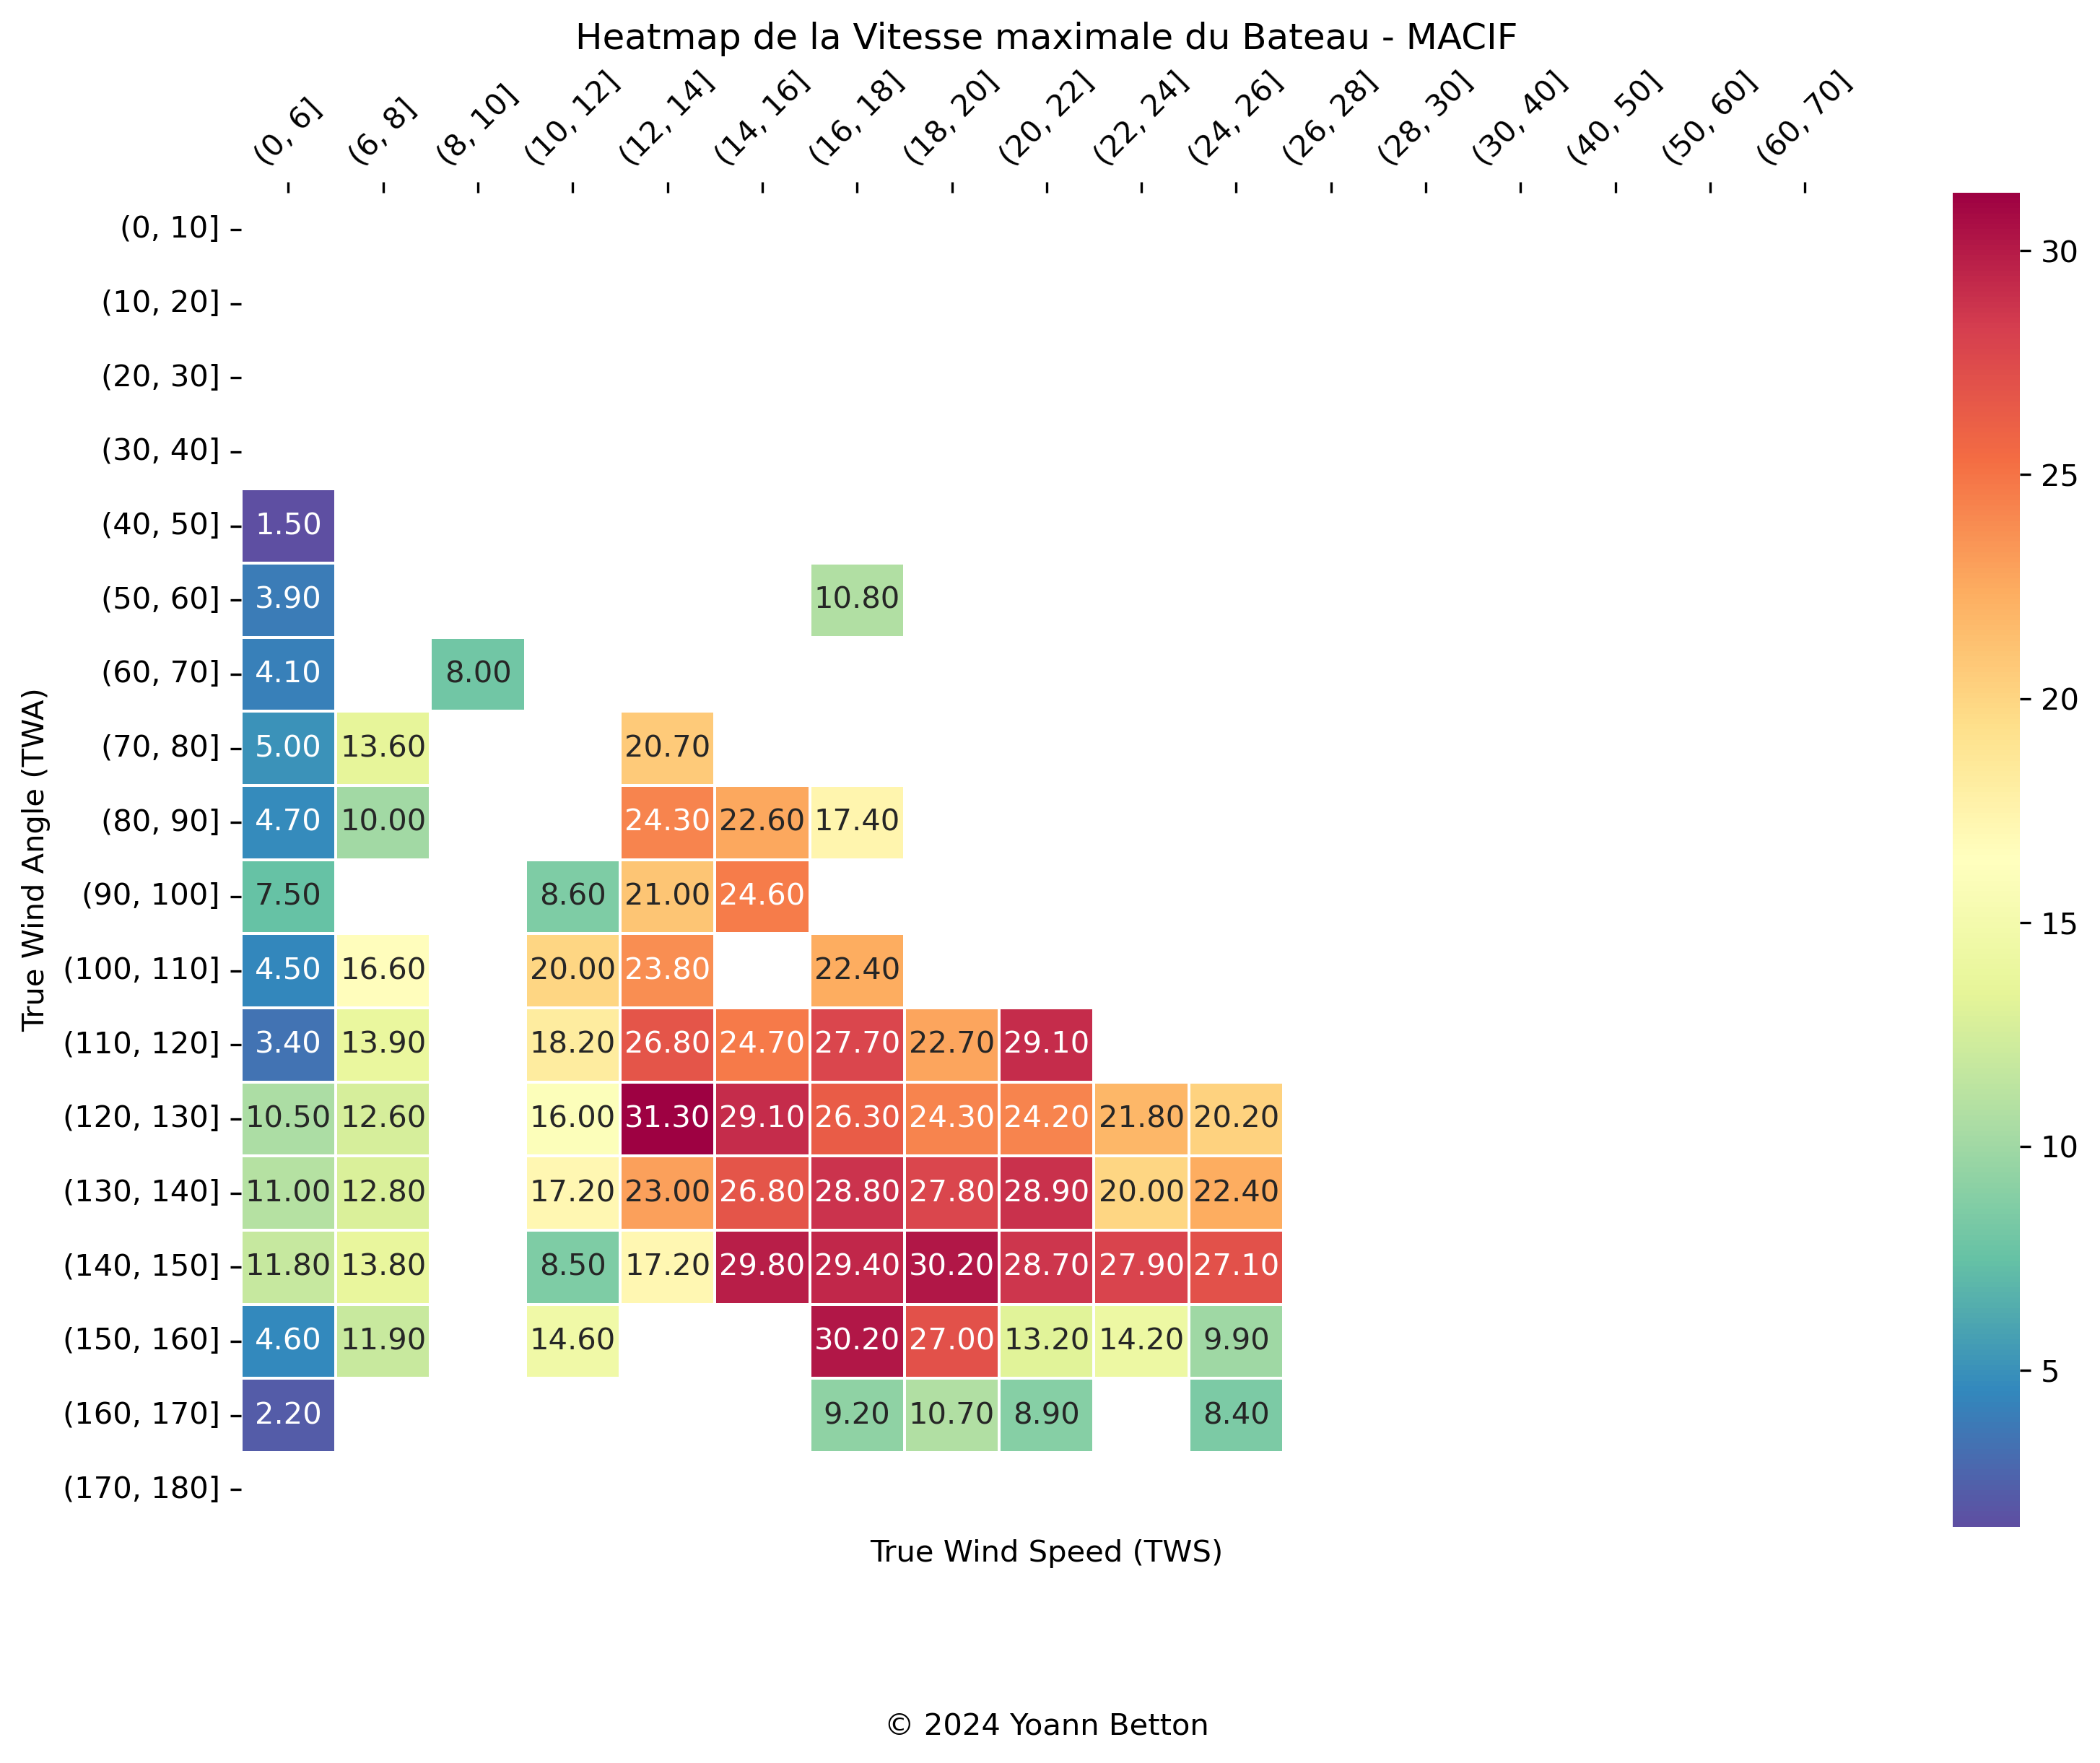 Heatmap de la Vitesse maximale du Bateau - MACIF
(0, 6] (6, 8] (8, 10] (10, 12] (12, 14] (14, 16] (16, 18] (18, 20] (20, 22] (22, 24] (24, 26] (26, 28] (28, 30] (30, 40] (40, 50] (50, 60] (60, 70]
(0, 10]
(10, 20]
(20, 30]
(30, 40]
(40, 50] 1.50
(50, 60] 3.90 10.80
(60, 70] 4.10 8.00
(70, 80] 5.00 13.60 20.70
(80, 90] 4.70 10.00 24.30 22.60 17.40
(90, 100] 7.50 8.60 21.00 24.60
(100, 110] 4.50 16.60 20.00 23.80 22.40
(110, 120] 3.40 13.90 18.20 26.80 24.70 27.70 22.70 29.10
(120, 130] 10.50 12.60 16.00 31.30 29.10 26.30 24.30 24.20 21.80 20.20
(130, 140] 11.00 12.80 17.20 23.00 26.80 28.80 27.80 28.90 20.00 22.40
(140, 150] 11.80 13.80 8.50 17.20 29.80 29.40 30.20 28.70 27.90 27.10
(150, 160] 4.60 11.90 14.60 30.20 27.00 13.20 14.20 9.90
(160, 170] 2.20 9.20 10.70 8.90 8.40
(170, 180]
True Wind Angle (TWA)
True Wind Speed (TWS)
30
25
20
15
10
5
© 2024 Yoann Betton